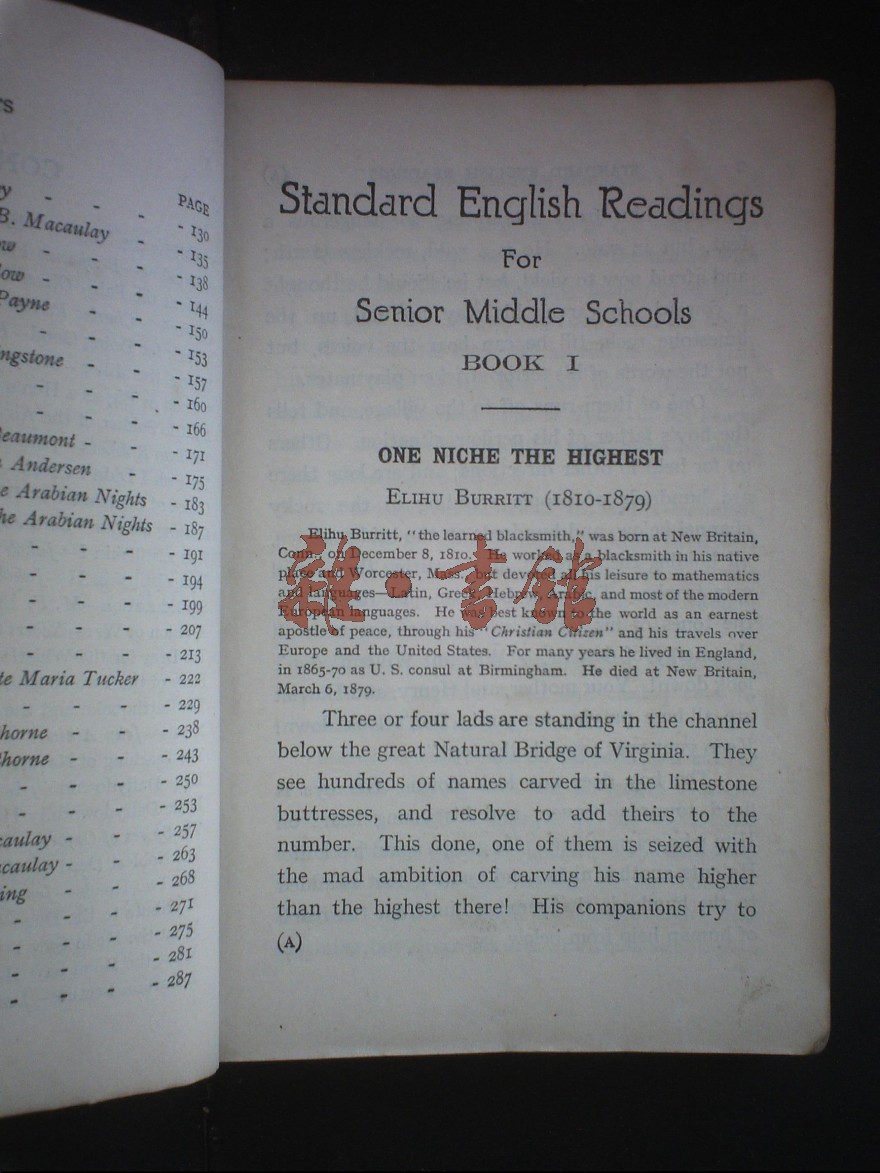 PAGE
- 130
B. Macaulay - 135
- 138
- 144
Payne - 150
- 153
ngstone - 157
- 160
- 166
Beaumont - 171
Andersen - 175
e Arabian Nights - 183
he Arabian Nights - 187
- 191
- 194
- 199
- 207
- 213
te Maria Tucker - 222
- 229
horne - 238
horne - 243
- 250
- 253
caulay - 257
acaulay - 263
ing - 268
- 271
- 275
- 281
- 287
Standard English Readings
For
Senior Middle Schools
BOOK I
ONE NICHE THE HIGHEST
ELIHU BURRITT (1810-1879)
Elihu Burritt, "the learned blacksmith," was born at New Britain,
Conn., on December 8, 1810. He worked as a blacksmith in his native
place and Worcester, Mass., but devoted all his leisure to mathematics
and languages—Latin, Greek, Hebrew, Arabic, and most of the modern
European languages. He was best known to the world as an earnest
apostle of peace, through his "Christian Citizen" and his travels over
Europe and the United States. For many years he lived in England,
in 1865-70 as U. S. consul at Birmingham. He died at New Britain,
March 6, 1879.
雜·書館
Three or four lads are standing in the channel
below the great Natural Bridge of Virginia. They
see hundreds of names carved in the limestone
buttresses, and resolve to add theirs to the
number. This done, one of them is seized with
the mad ambition of carving his name higher
than the highest there! His companions try to
(A)